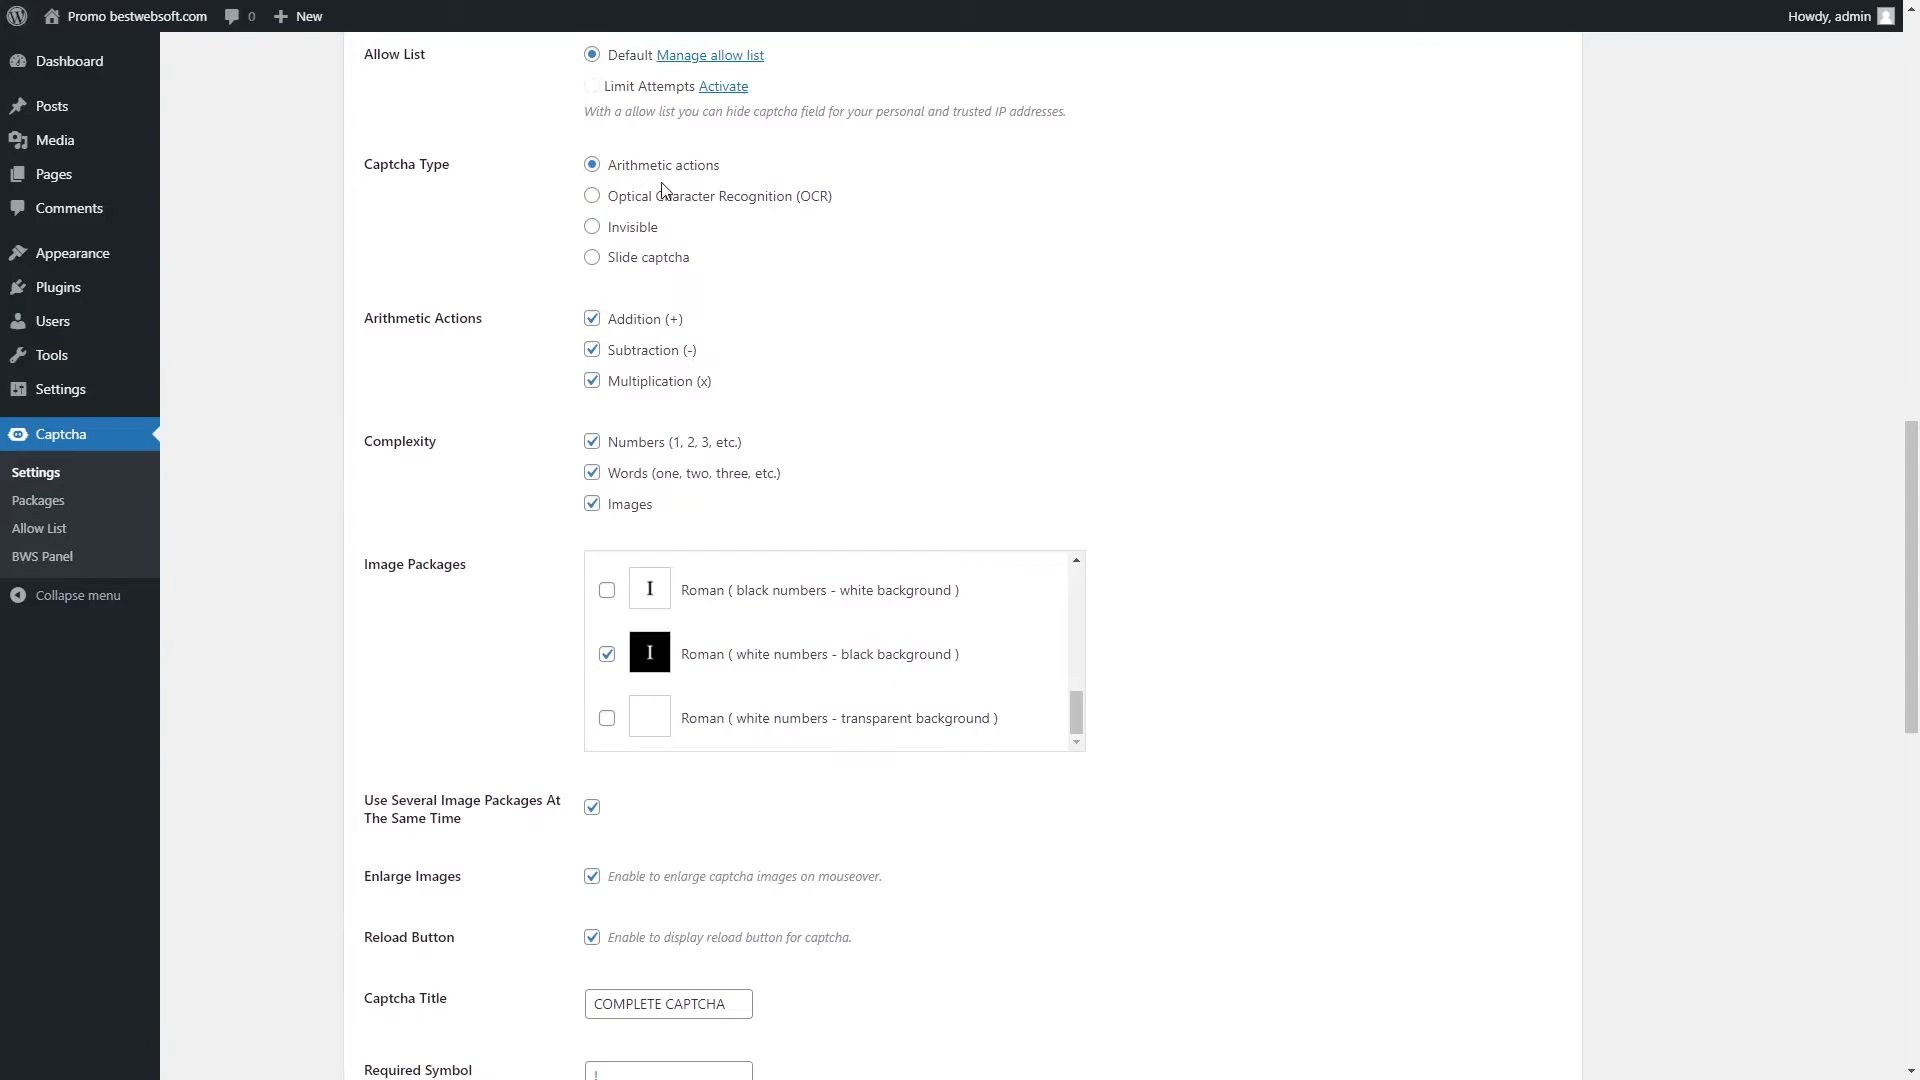 Promo bestwebsoft.com 0 New Howdy, admin
Dashboard
Posts
Media
Pages
Comments
Appearance
Plugins
Users
Tools
Settings
Captcha
Settings
Packages
Allow List
BWS Panel
Collapse menu
Allow List
Default Manage allow list
Limit Attempts Activate
With a allow list you can hide captcha field for your personal and trusted IP addresses.
Captcha Type
Arithmetic actions
Optical Character Recognition (OCR)
Invisible
Slide captcha
Arithmetic Actions
Addition (+)
Subtraction (-)
Multiplication (x)
Complexity
Numbers (1, 2, 3, etc.)
Words (one, two, three, etc.)
Images
Image Packages
I Roman ( black numbers - white background )
I Roman ( white numbers - black background )
Roman ( white numbers - transparent background )
Use Several Image Packages At
The Same Time
Enlarge Images
Enable to enlarge captcha images on mouseover.
Reload Button
Enable to display reload button for captcha.
Captcha Title
COMPLETE CAPTCHA
Required Symbol